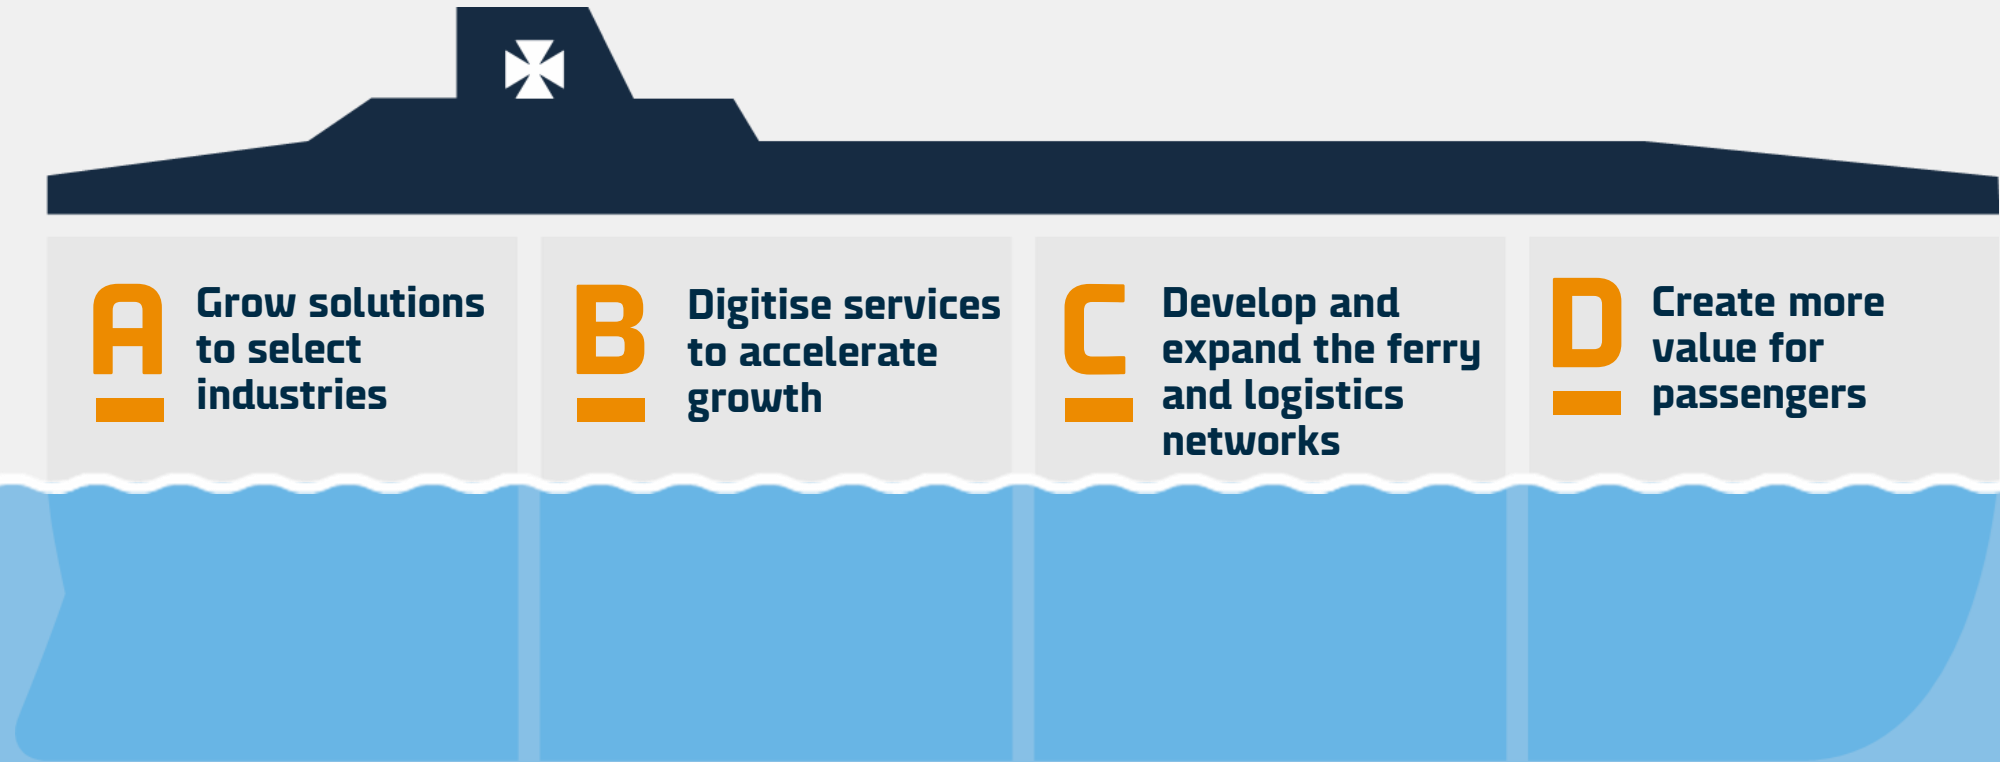 A
Grow solutions
to select
industries
B
Digitise services
to accelerate
growth
C
Develop and
expand the ferry
and logistics
networks
D
Create more
value for
passengers